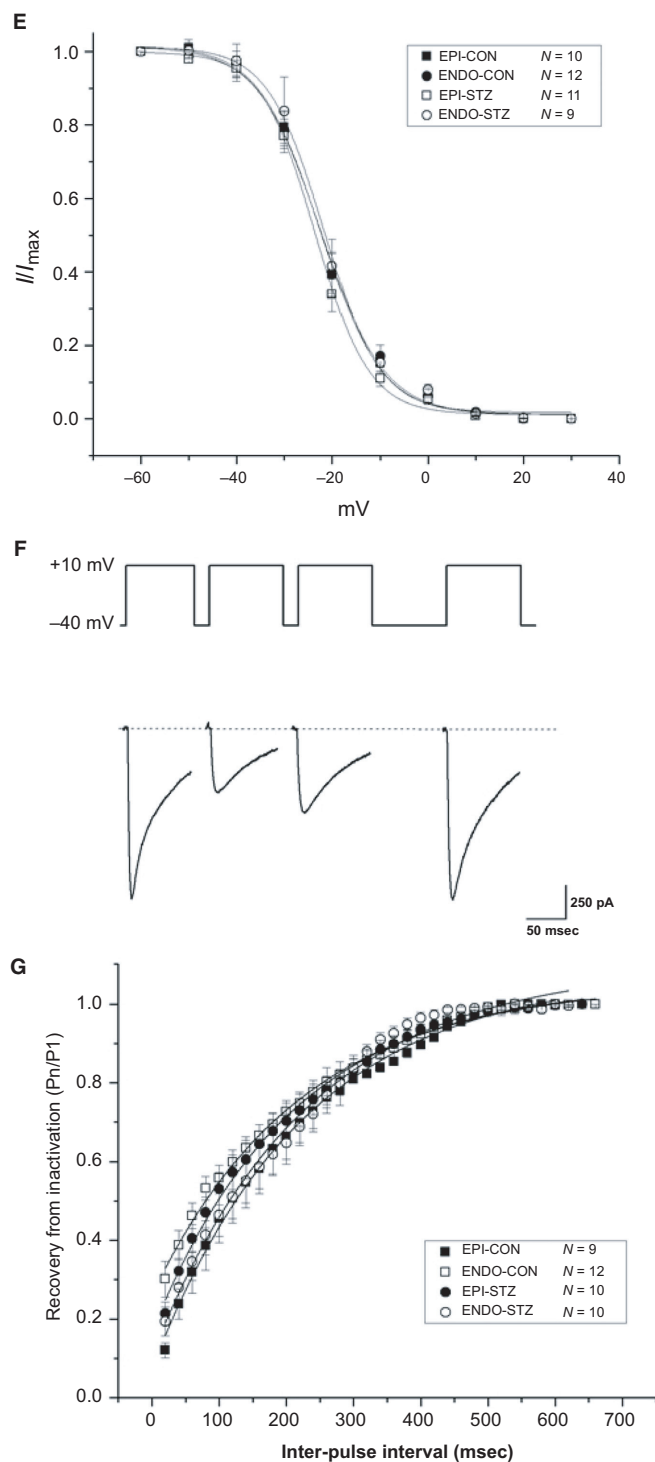 E
1.0
0.8
0.6
0.4
0.2
0.0
I/Imax
EPI-CON N = 10
ENDO-CON N = 12
EPI-STZ N = 11
ENDO-STZ N = 9
–60 –40 –20 0 20 40
mV
F
+10 mV
–40 mV
250 pA
50 msec
G
1.0
0.8
0.6
0.4
0.2
0.0
Recovery from inactivation (Pn/P1)
EPI-CON N = 9
ENDO-CON N = 12
EPI-STZ N = 10
ENDO-STZ N = 10
0 100 200 300 400 500 600 700
Inter-pulse interval (msec)